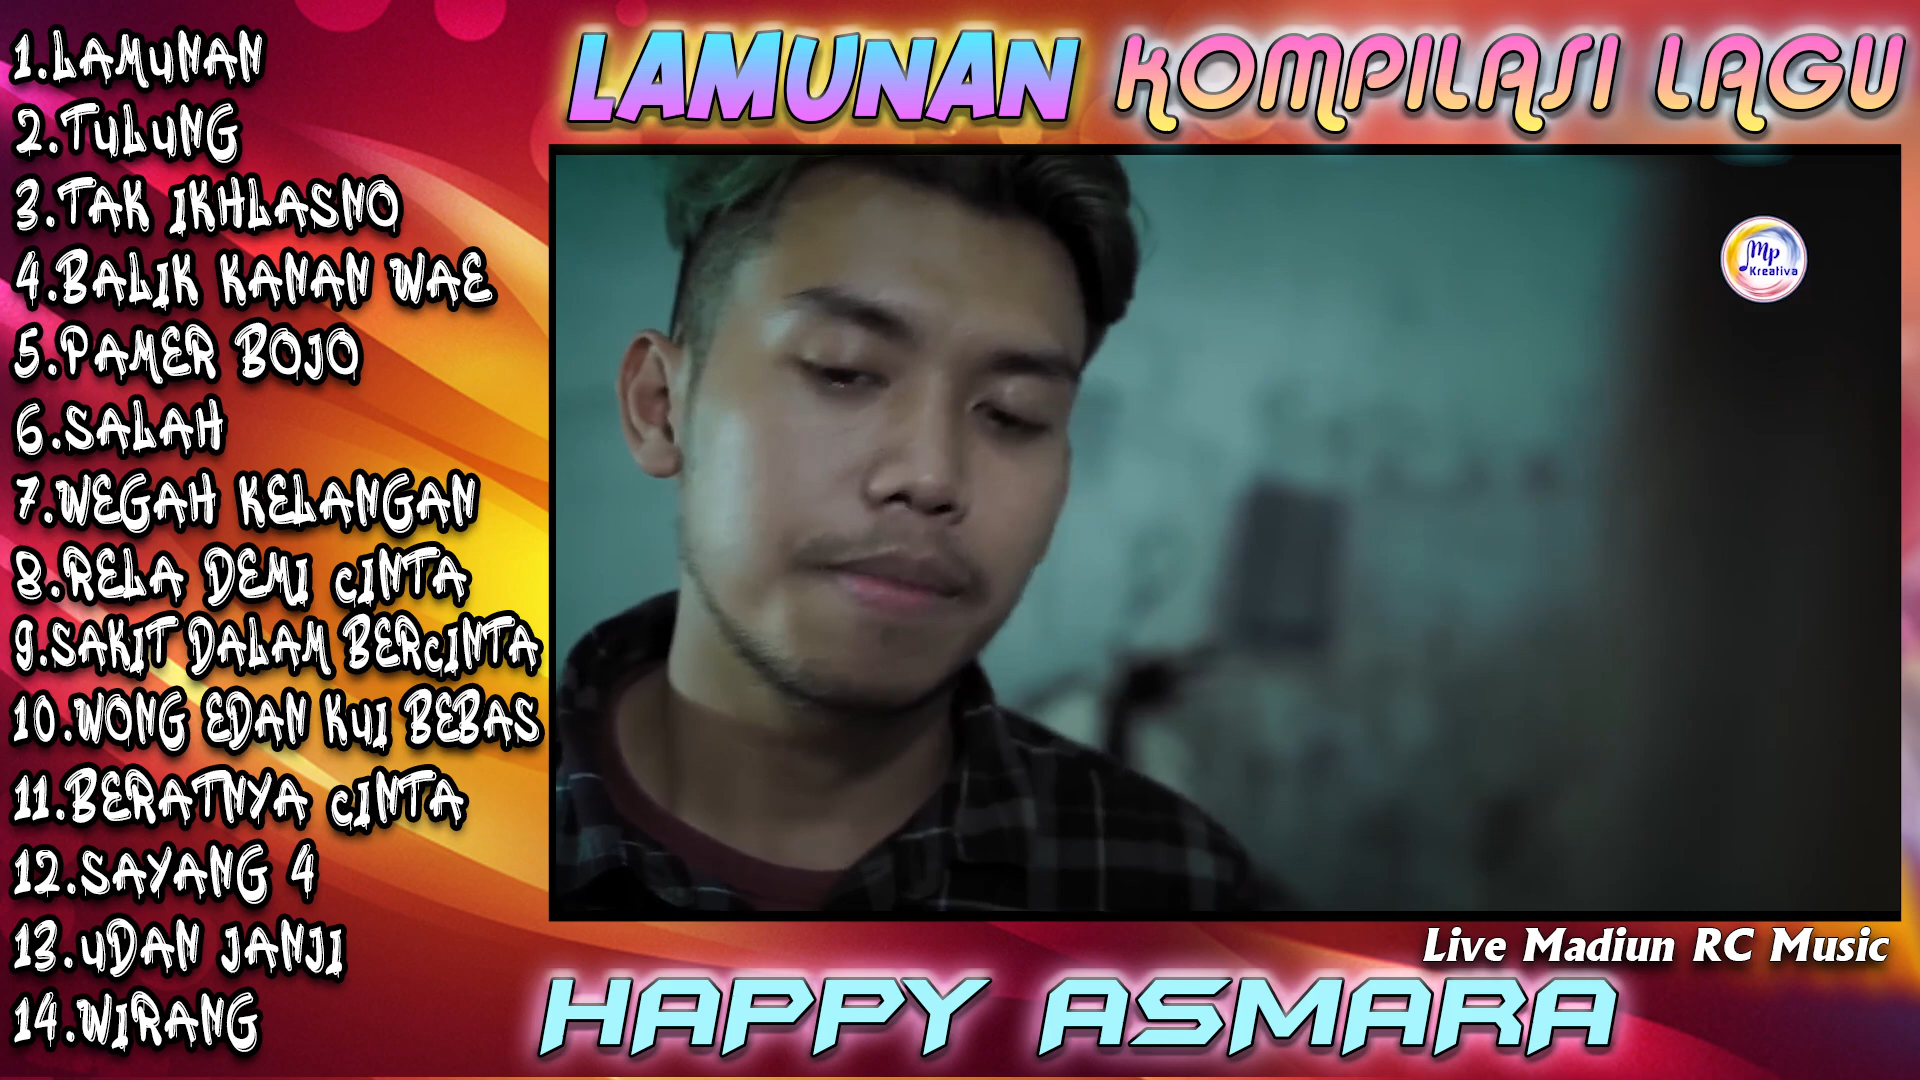 LAMUNAN KOMPILASI LAGU
1.LAMUNAN
2.TULUNG
3.TAK IKHLASNO
4.BALIK KANAN WAE
5.PAMER BOJO
6.SALAH
7.WEGAH KELANGAN
8.RELA DEMI CINTA
9.SAKIT DALAM BERCINTA
10.WONG EDAN KUI BEBAS
11.BERATNYA CINTA
12.SAYANG 4
13.UDAN JANJI
14.WIRANG
Mp
Kreativa
Live Madiun RC Music
HAPPY ASMARA